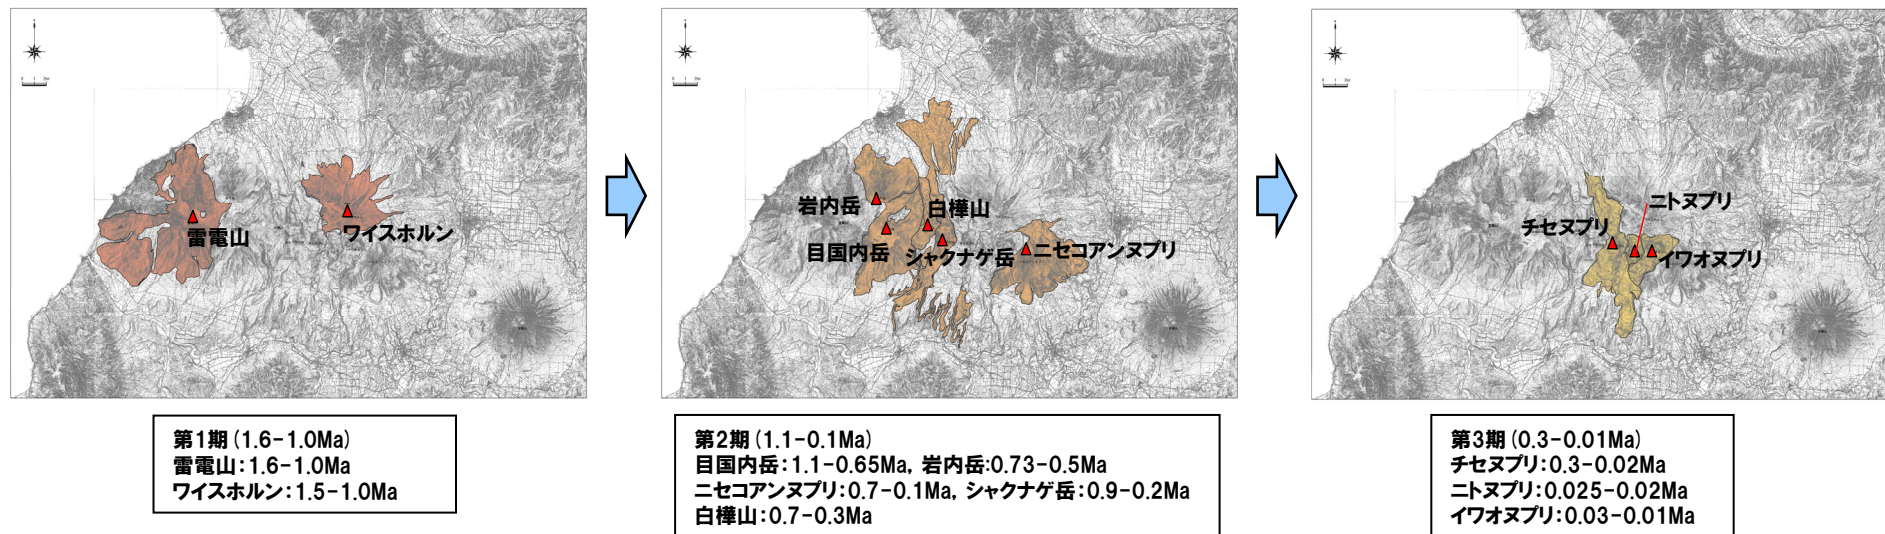 雷電山
ワイスホルン
第1期(1.6-1.0Ma)
雷電山:1.6-1.0Ma
ワイスホルン:1.5-1.0Ma
岩内岳
白樺山
目国内岳
シャクナゲ岳
ニセコアンヌプリ
第2期(1.1-0.1Ma)
目国内岳:1.1-0.65Ma, 岩内岳:0.73-0.5Ma
ニセコアンヌプリ:0.7-0.1Ma, シャクナゲ岳:0.9-0.2Ma
白樺山:0.7-0.3Ma
ニトヌプリ
チセヌプリ
イワオヌプリ
第3期(0.3-0.01Ma)
チセヌプリ:0.3-0.02Ma
ニトヌプリ:0.025-0.02Ma
イワオヌプリ:0.03-0.01Ma